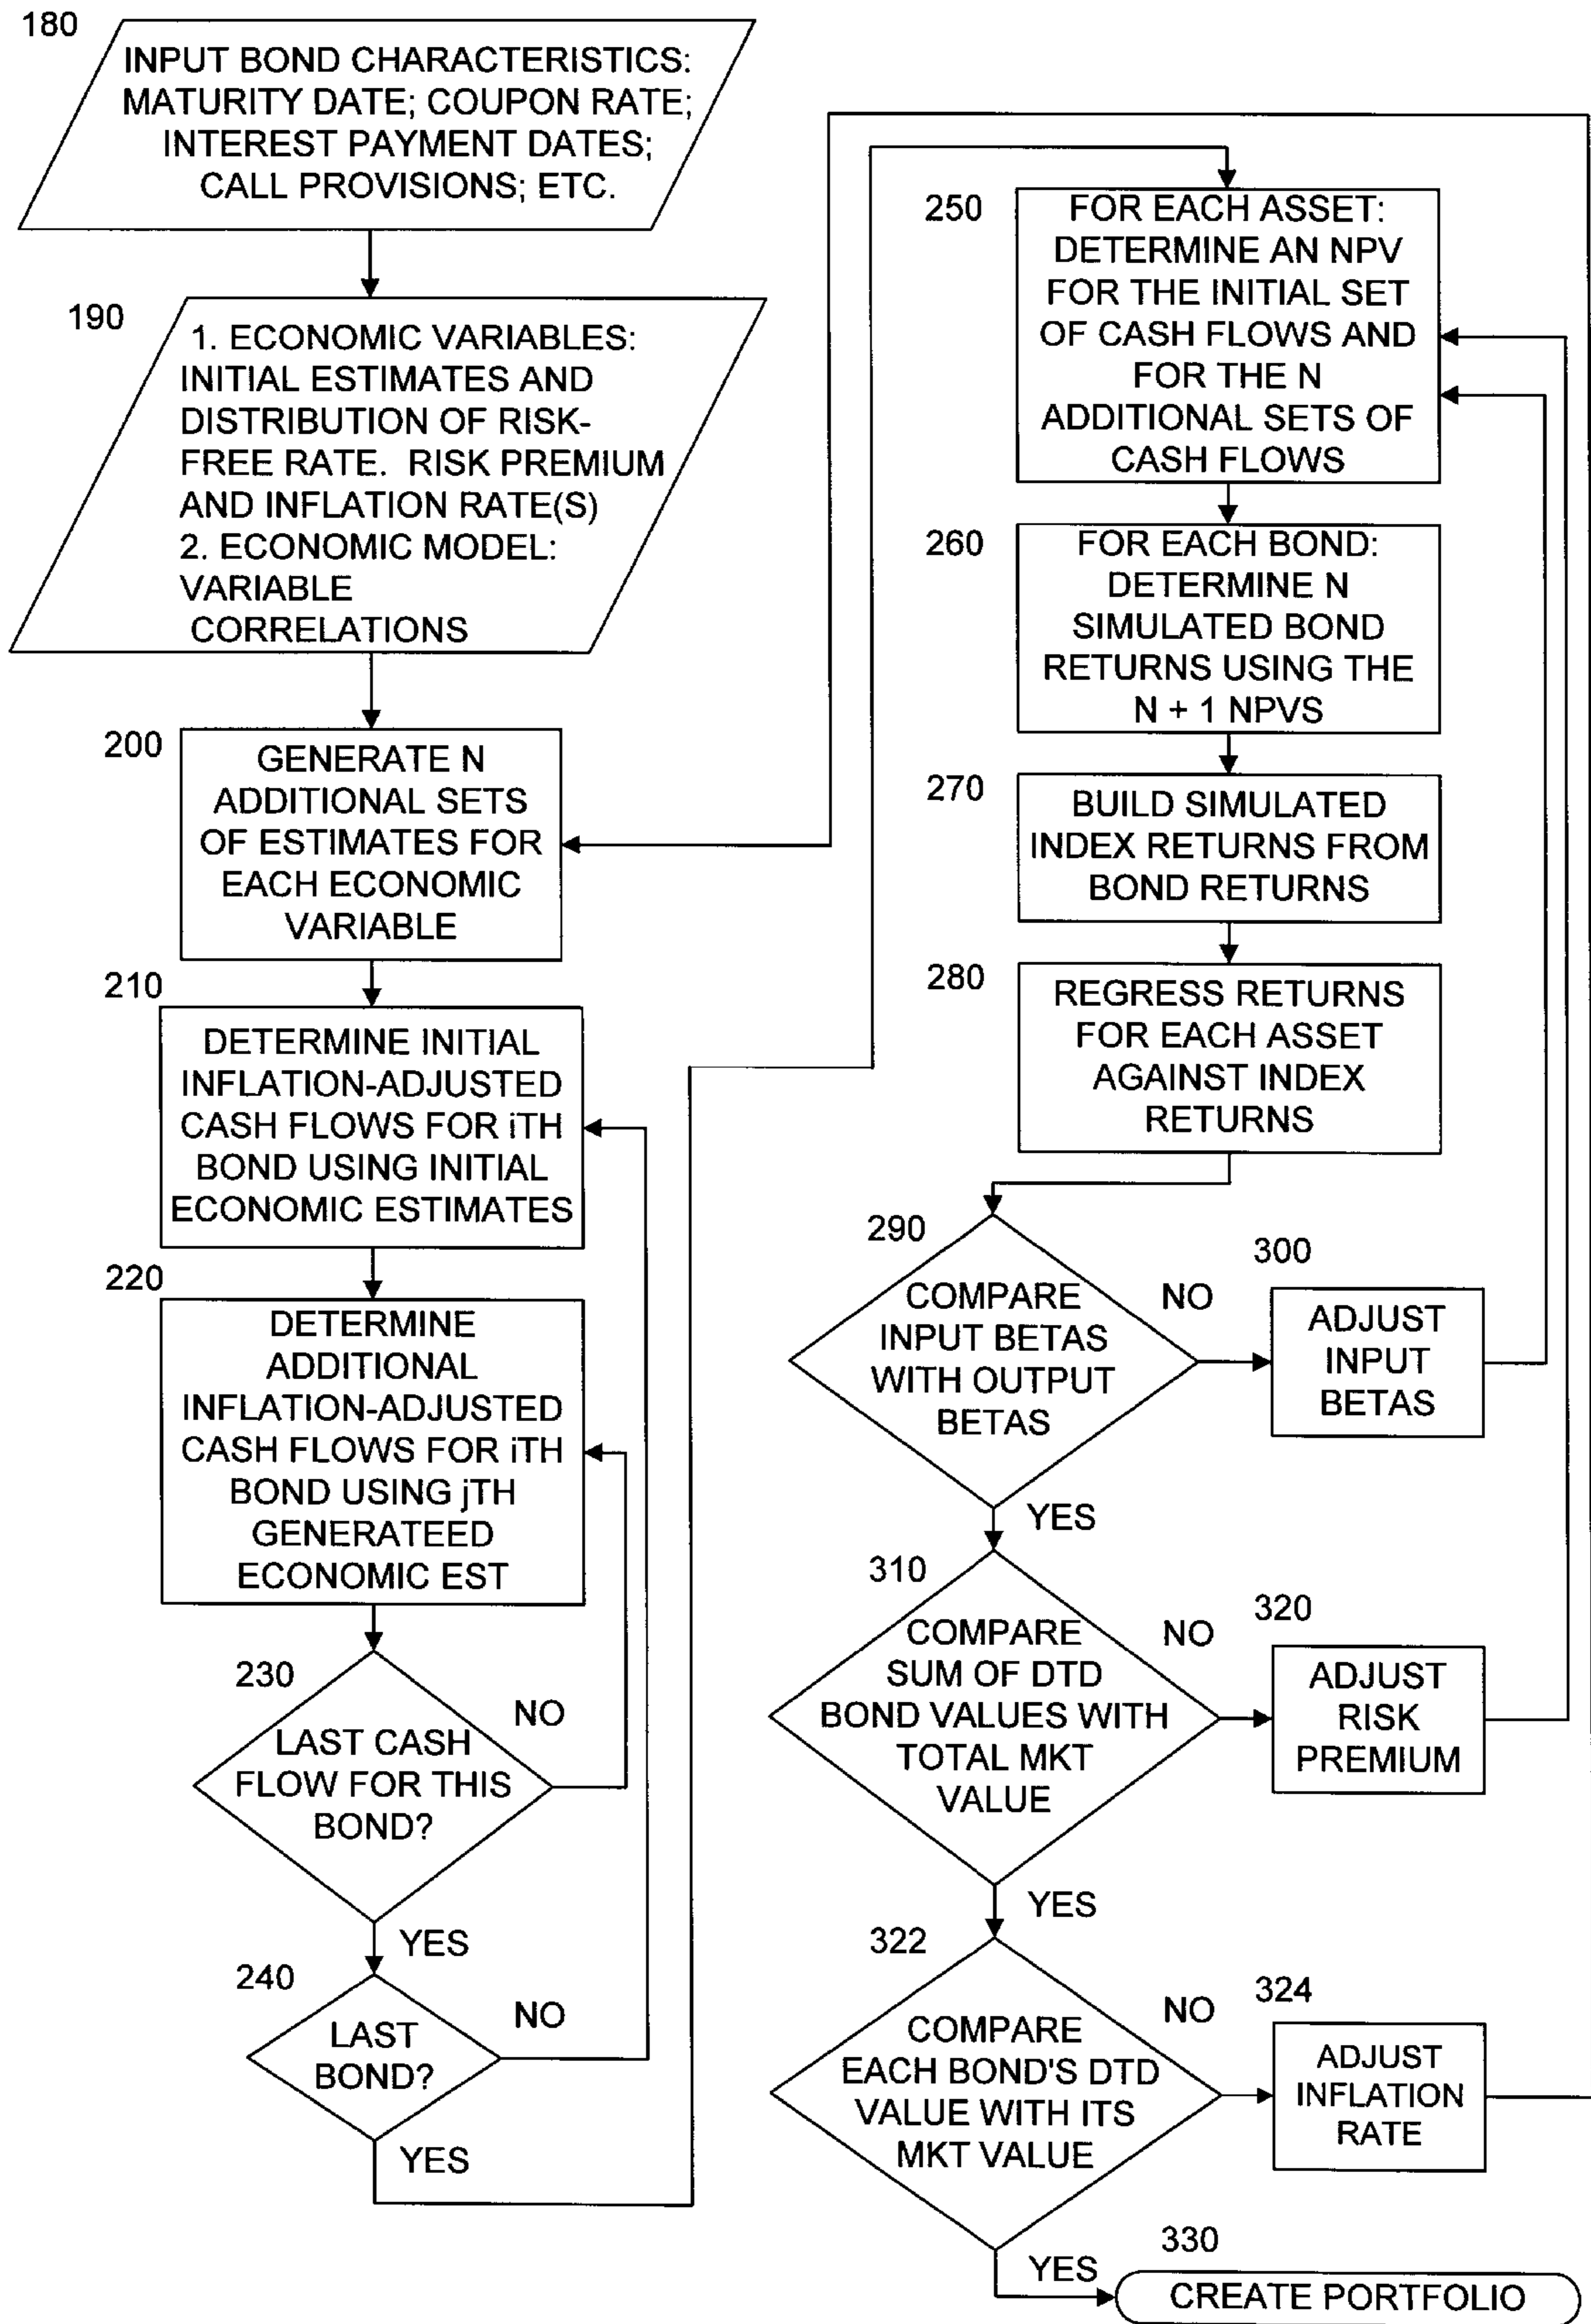 180
INPUT BOND CHARACTERISTICS:
MATURITY DATE; COUPON RATE;
INTEREST PAYMENT DATES;
CALL PROVISIONS; ETC.
190
1. ECONOMIC VARIABLES:
INITIAL ESTIMATES AND
DISTRIBUTION OF RISK-
FREE RATE. RISK PREMIUM
AND INFLATION RATE(S)
2. ECONOMIC MODEL:
VARIABLE
CORRELATIONS
200
GENERATE N
ADDITIONAL SETS
OF ESTIMATES FOR
EACH ECONOMIC
VARIABLE
210
DETERMINE INITIAL
INFLATION-ADJUSTED
CASH FLOWS FOR iTH
BOND USING INITIAL
ECONOMIC ESTIMATES
220
DETERMINE
ADDITIONAL
INFLATION-ADJUSTED
CASH FLOWS FOR iTH
BOND USING jTH
GENERATEED
ECONOMIC EST
230
NO
LAST CASH
FLOW FOR THIS
BOND?
YES
240
NO
LAST
BOND?
YES
250
FOR EACH ASSET:
DETERMINE AN NPV
FOR THE INITIAL SET
OF CASH FLOWS AND
FOR THE N
ADDITIONAL SETS OF
CASH FLOWS
260
FOR EACH BOND:
DETERMINE N
SIMULATED BOND
RETURNS USING THE
N + 1 NPVS
270
BUILD SIMULATED
INDEX RETURNS FROM
BOND RETURNS
280
REGRESS RETURNS
FOR EACH ASSET
AGAINST INDEX
RETURNS
290
COMPARE
INPUT BETAS
WITH OUTPUT
BETAS
NO
300
ADJUST
INPUT
BETAS
YES
310
COMPARE
SUM OF DTD
BOND VALUES WITH
TOTAL MKT
VALUE
NO
320
ADJUST
RISK
PREMIUM
YES
322
COMPARE
EACH BOND'S DTD
VALUE WITH ITS
MKT VALUE
NO
324
ADJUST
INFLATION
RATE
YES
330
CREATE PORTFOLIO